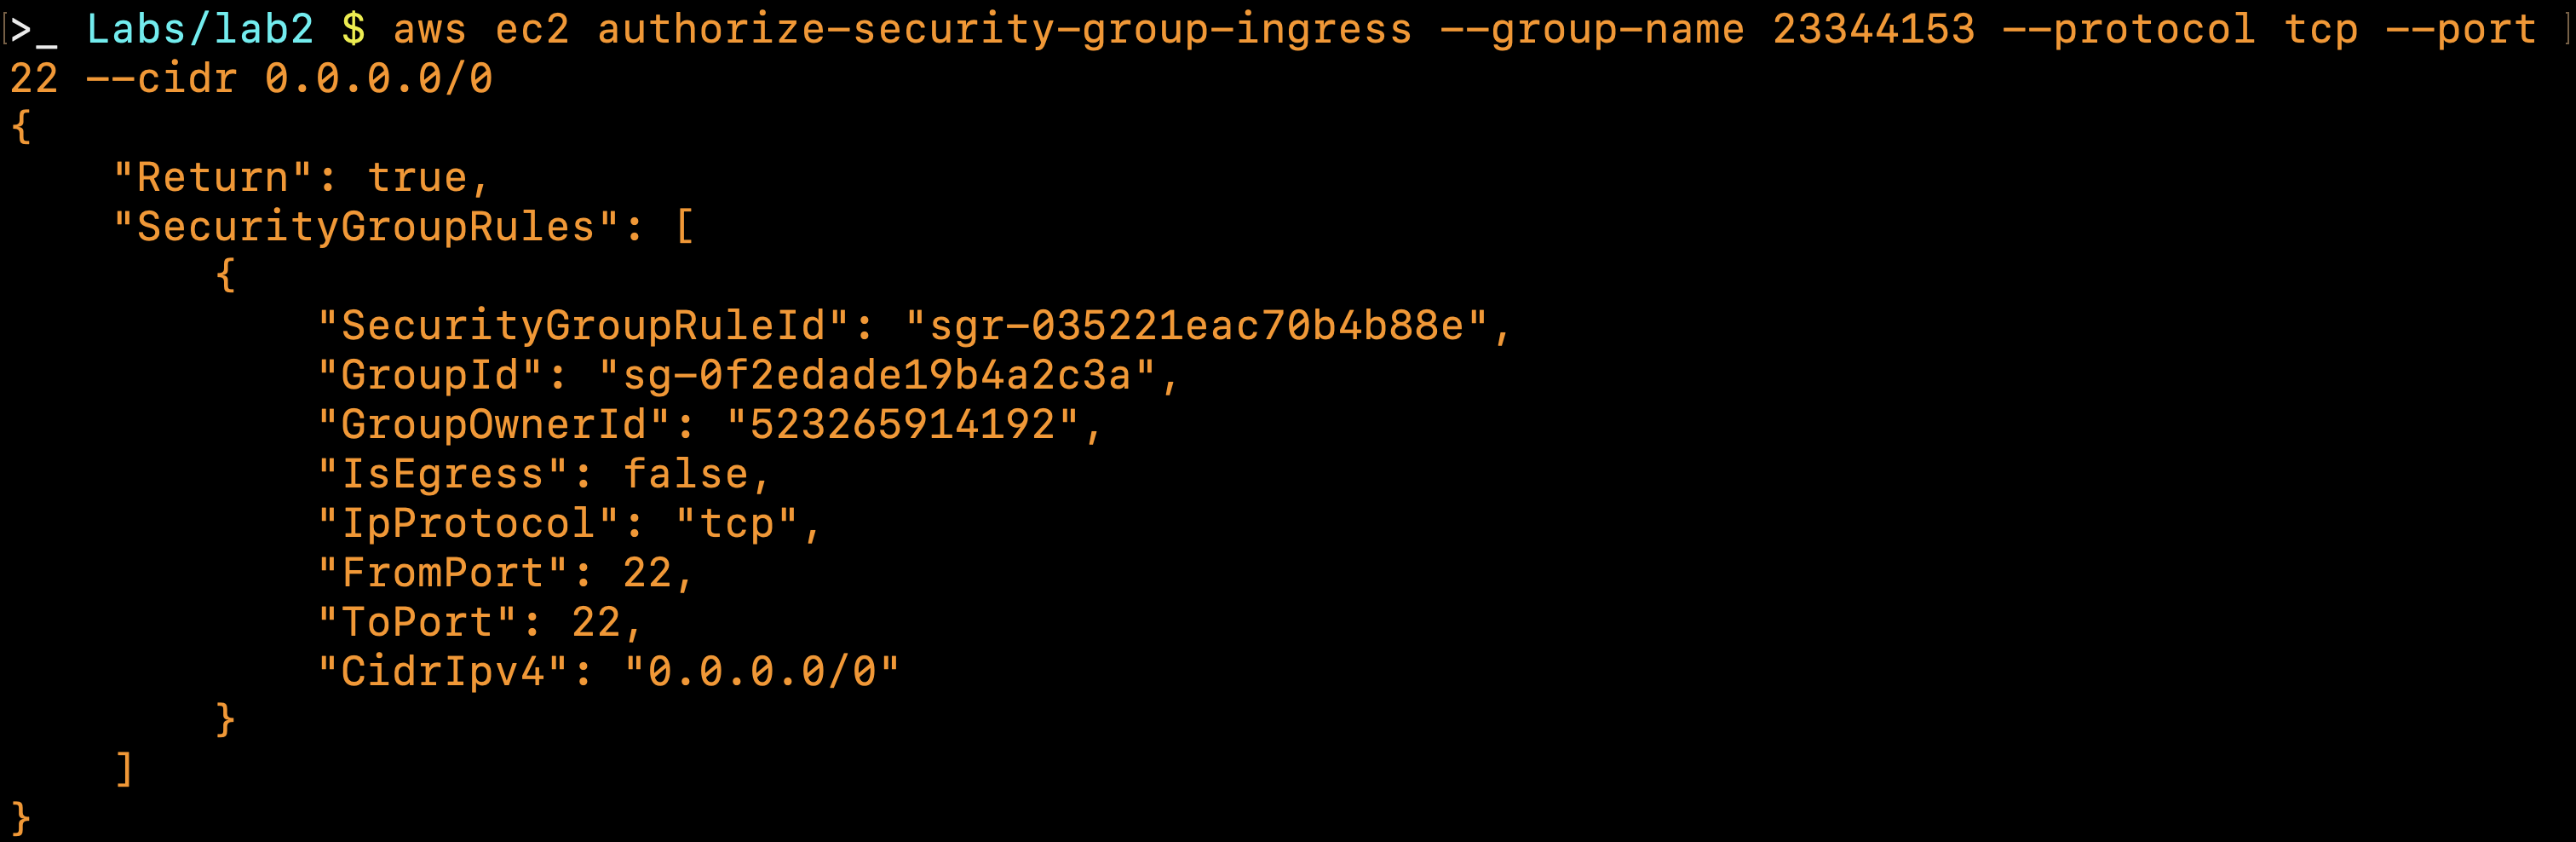 >_ Labs/lab2 $ aws ec2 authorize-security-group-ingress --group-name 23344153 --protocol tcp --port
22 --cidr 0.0.0.0/0
{
    "Return": true,
    "SecurityGroupRules": [
        {
            "SecurityGroupRuleId": "sgr-035221eac70b4b88e",
            "GroupId": "sg-0f2edade19b4a2c3a",
            "GroupOwnerId": "523265914192",
            "IsEgress": false,
            "IpProtocol": "tcp",
            "FromPort": 22,
            "ToPort": 22,
            "CidrIpv4": "0.0.0.0/0"
        }
    ]
}